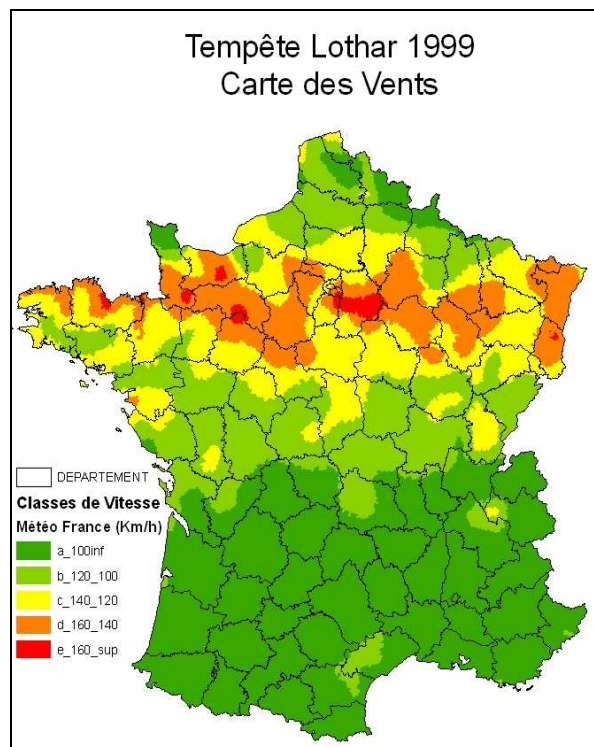 Tempête Lothar 1999
Carte des Vents
DEPARTEMENT
Classes de Vitesse
Météo France (Km/h)
a_100inf
b_120_100
c_140_120
d_160_140
e_160_sup